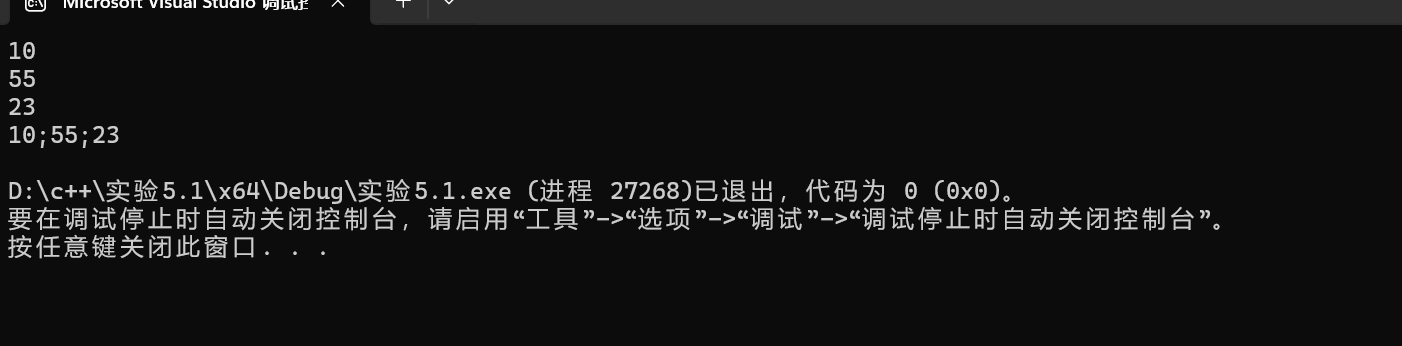 Microsoft Visual Studio 调试
10
55
23
10;55;23
D:\c++\实验5.1\x64\Debug\实验5.1.exe (进程 27268)已退出，代码为 0 (0x0)。
要在调试停止时自动关闭控制台，请启用“工具”->“选项”->“调试”->“调试停止时自动关闭控制台”。
按任意键关闭此窗口. . .